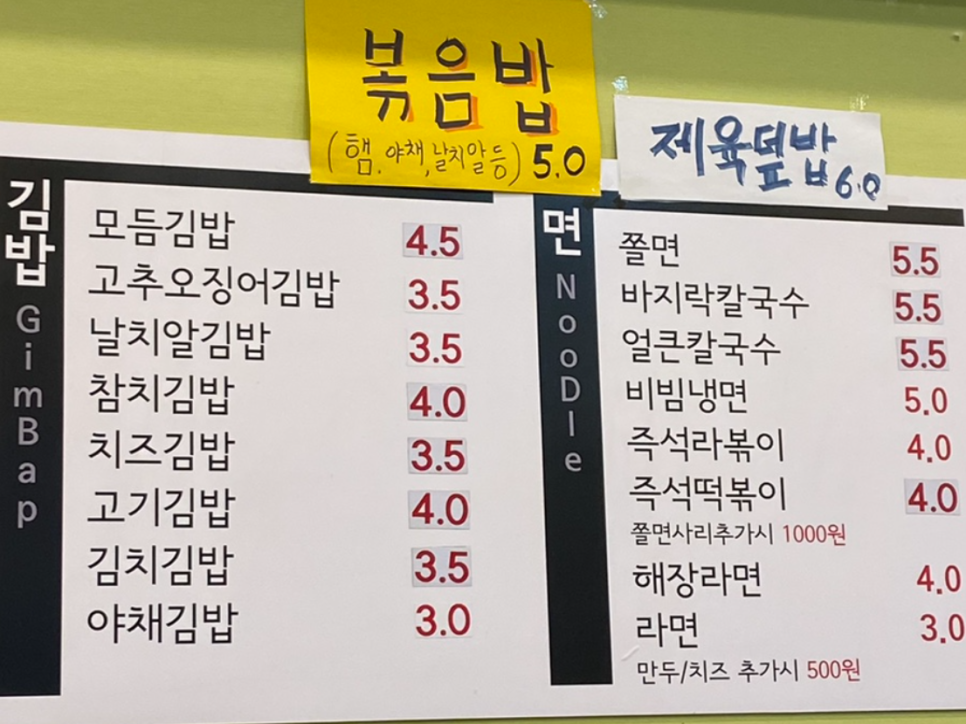 볶음밥
(햄, 야채, 날치알 등) 5.0
제육덮밥 6.0
김밥 GimBap
모듬김밥 4.5
고추오징어김밥 3.5
날치알김밥 3.5
참치김밥 4.0
치즈김밥 3.5
고기김밥 4.0
김치김밥 3.5
야채김밥 3.0
면 NooDle
쫄면 5.5
바지락칼국수 5.5
얼큰칼국수 5.5
비빔냉면 5.0
즉석라볶이 4.0
즉석떡볶이 4.0
쫄면사리추가시 1000원
해장라면 4.0
라면 3.0
만두/치즈 추가시 500원